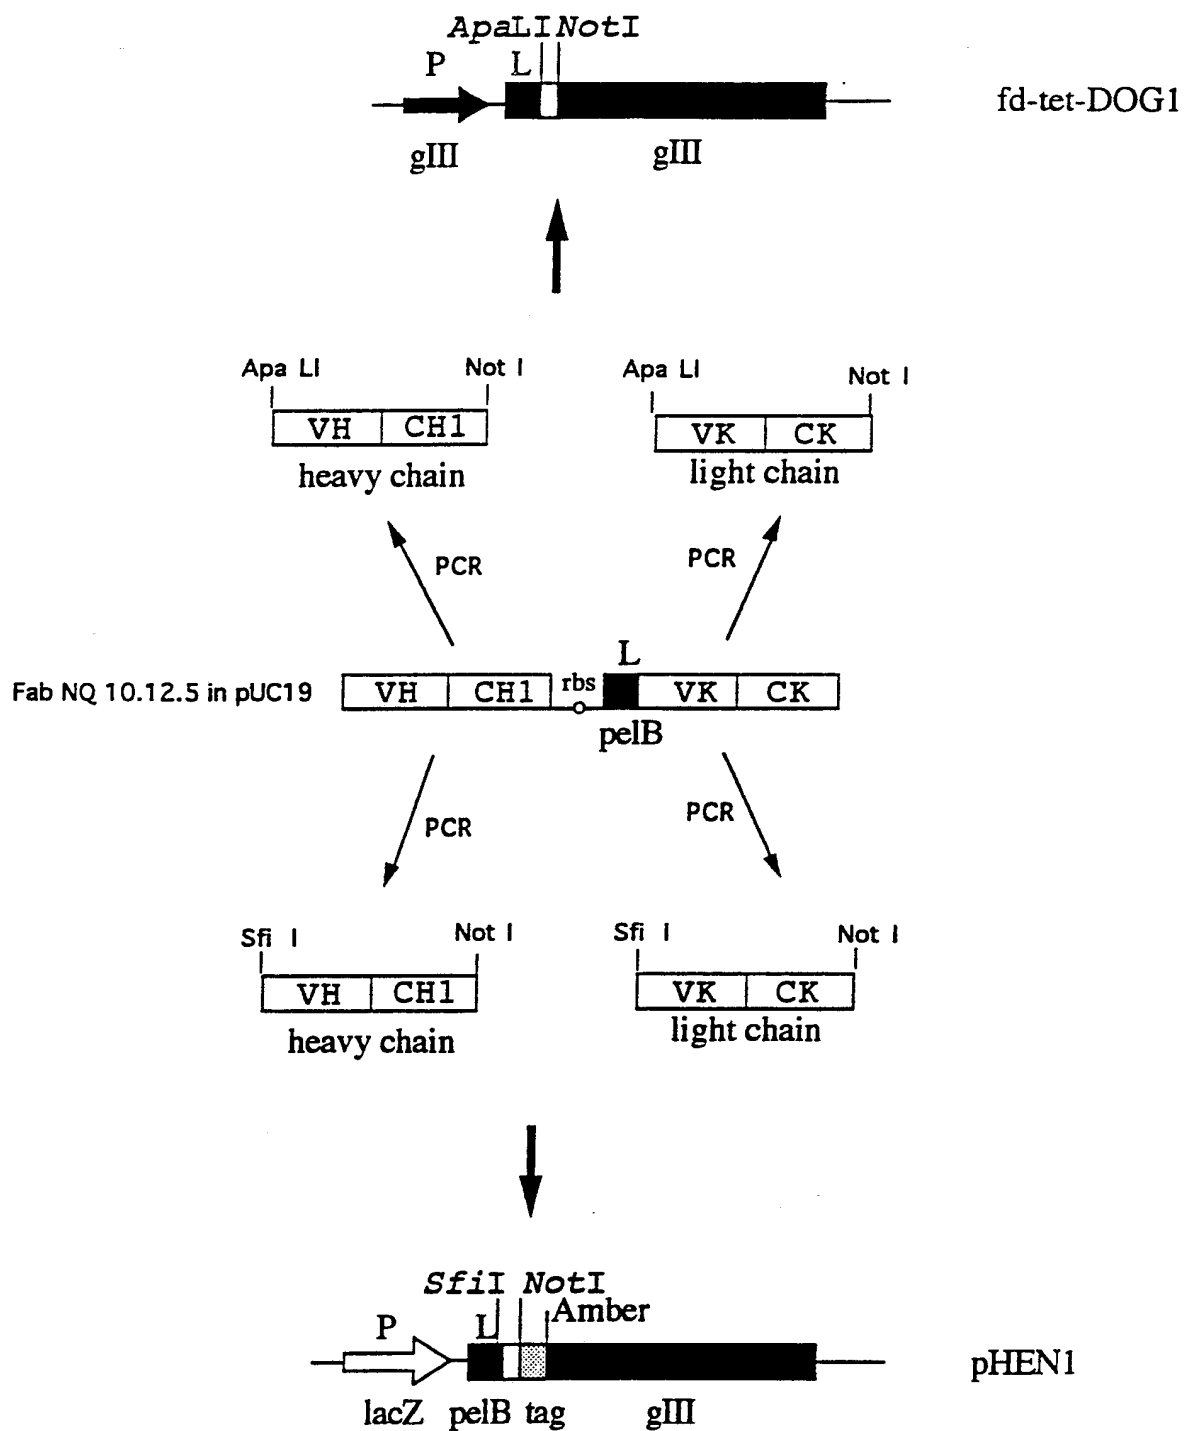 ApaLI NotI
P L
fd-tet-DOG1
gIII gIII
Apa LI Not I Apa LI Not I
VH CH1 VK CK
heavy chain light chain
PCR PCR
L
Fab NQ 10.12.5 in pUC19 VH CH1 rbs VK CK
pelB
PCR PCR
Sfi I Not I Sfi I Not I
VH CH1 VK CK
heavy chain light chain
SfiI NotI
P L Amber
pHEN1
lacZ pelB tag gIII